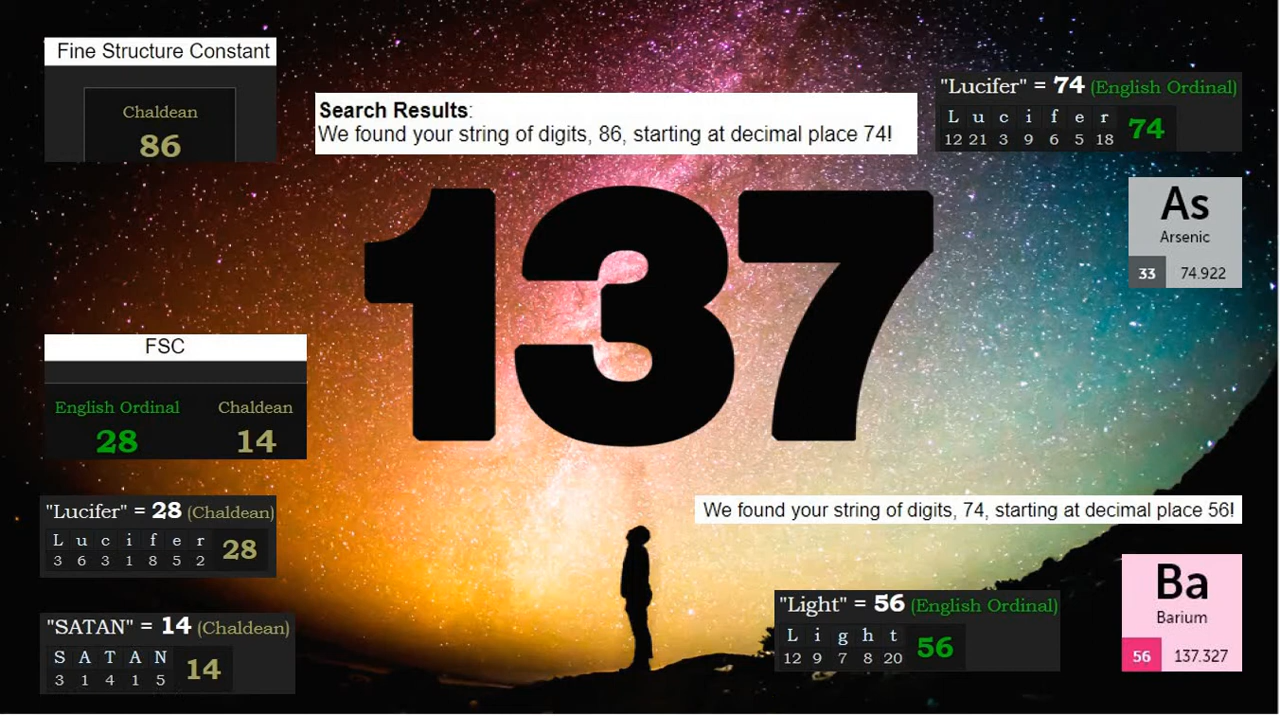 Fine Structure Constant
Chaldean
86
Search Results:
We found your string of digits, 86, starting at decimal place 74!
"Lucifer" = 74 (English Ordinal)
L u c i f e r
12 21 3 9 6 5 18 74
As
Arsenic
33 74.922
137
FSC
English Ordinal Chaldean
28 14
"Lucifer" = 28 (Chaldean)
L u c i f e r
3 6 3 1 8 5 2 28
"SATAN" = 14 (Chaldean)
S A T A N
3 1 4 1 5 14
We found your string of digits, 74, starting at decimal place 56!
"Light" = 56 (English Ordinal)
L i g h t
12 9 7 8 20 56
Ba
Barium
56 137.327